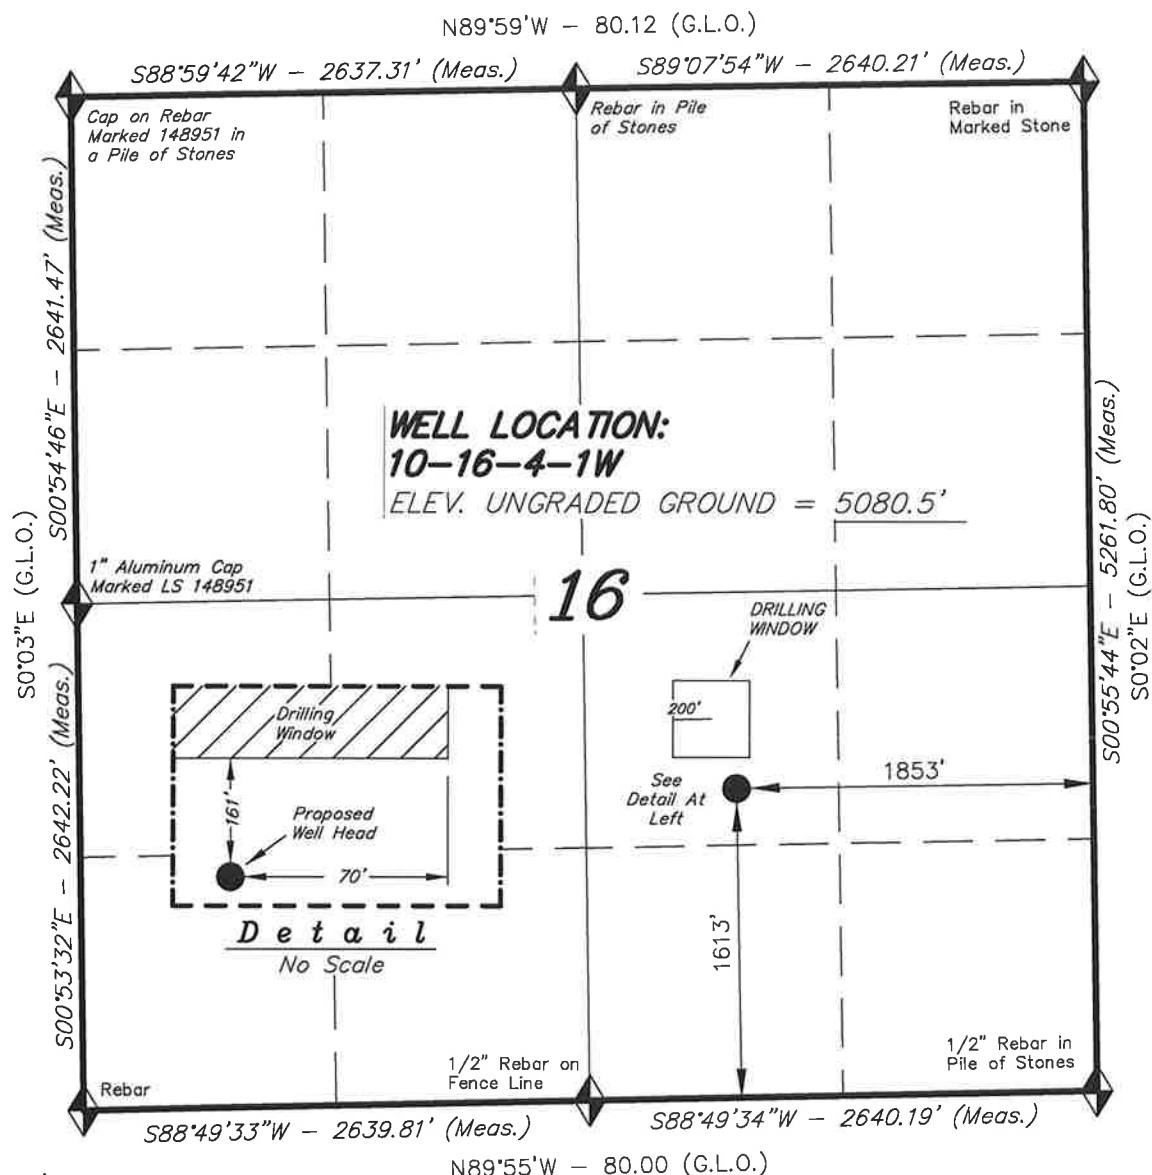 N89°59'W – 80.12 (G.L.O.)
S88°59'42"W – 2637.31' (Meas.)
S89°07'54"W – 2640.21' (Meas.)
Cap on Rebar
Marked 148951 in
a Pile of Stones
Rebar in Pile
of Stones
Rebar in
Marked Stone
S00°54'46"E – 2641.47' (Meas.)
WELL LOCATION:
10–16–4–1W
ELEV. UNGRADED GROUND = 5080.5'
S00°55'44"E – 5261.80' (Meas.)
S0°02"E (G.L.O.)
S0°03"E (G.L.O.)
1" Aluminum Cap
Marked LS 148951
16
DRILLING
WINDOW
200'
Drilling
Window
See
Detail At
Left
1853'
161'
Proposed
Well Head
70'
Detail
No Scale
1613'
S00°53'32"E – 2642.22' (Meas.)
Rebar
1/2" Rebar on
Fence Line
1/2" Rebar in
Pile of Stones
S88°49'33"W – 2639.81' (Meas.)
S88°49'34"W – 2640.19' (Meas.)
N89°55'W – 80.00 (G.L.O.)